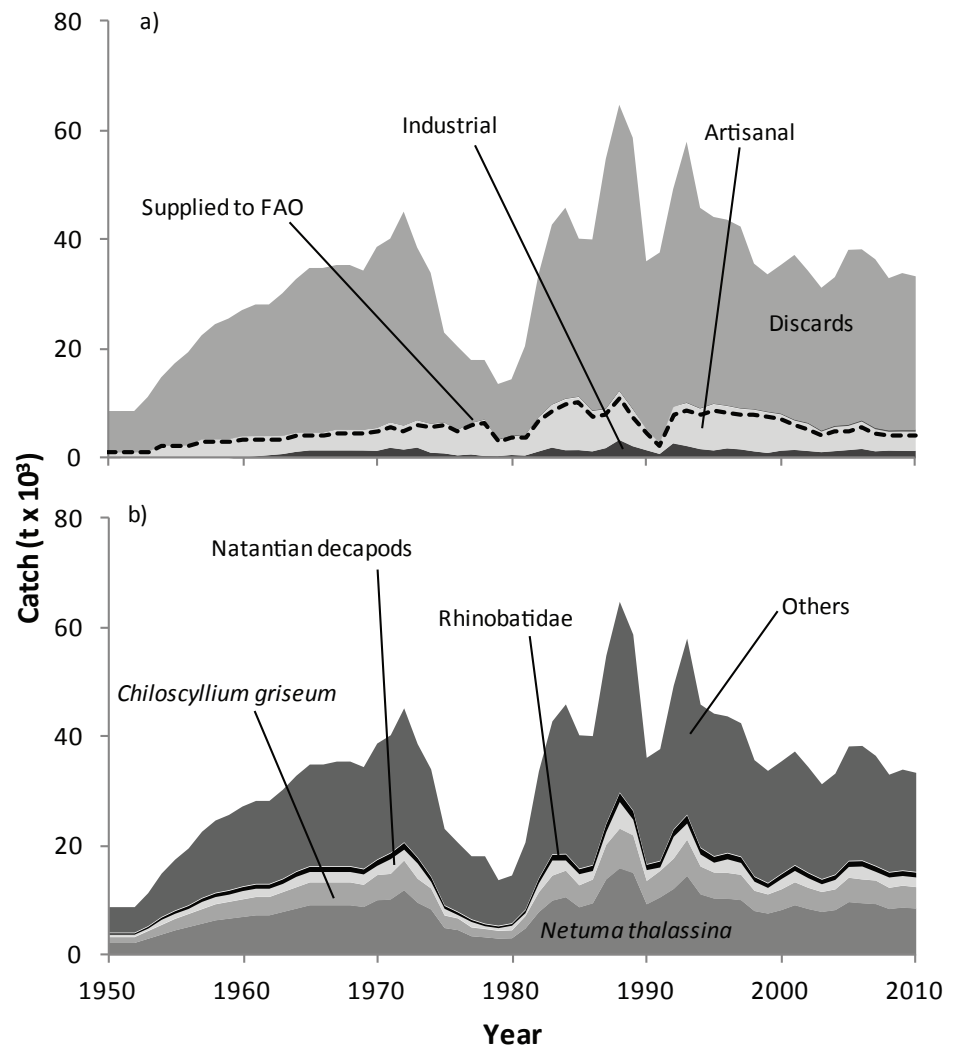 80
a)
60
Industrial
Artisanal
Supplied to FAO
40
Discards
20
0
Catch (t x 10³)
80
b)
Natantian decapods
60
Rhinobatidae
Others
Chiloscyllium griseum
40
20
Netuma thalassina
0
1950 1960 1970 1980 1990 2000 2010
Year